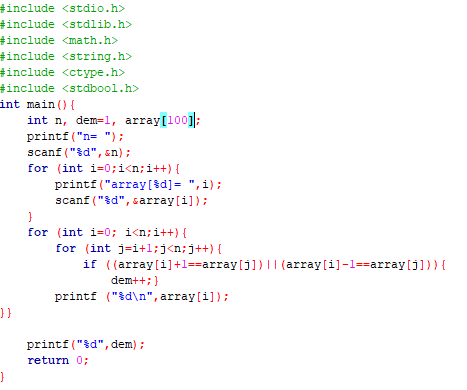 #include <stdio.h>
#include <stdlib.h>
#include <math.h>
#include <string.h>
#include <ctype.h>
#include <stdbool.h>
int main(){
    int n, dem=1, array[100];
    printf("n= ");
    scanf("%d",&n);
    for (int i=0;i<n;i++){
        printf("array[%d]= ",i);
        scanf("%d",&array[i]);
    }
    for (int i=0; i<n;i++){
        for (int j=i+1;j<n;j++){
            if ((array[i]+1==array[j])||(array[i]-1==array[j])){
                dem++;}
        printf ("%d\n",array[i]);
}}
    printf("%d",dem);
    return 0;
}